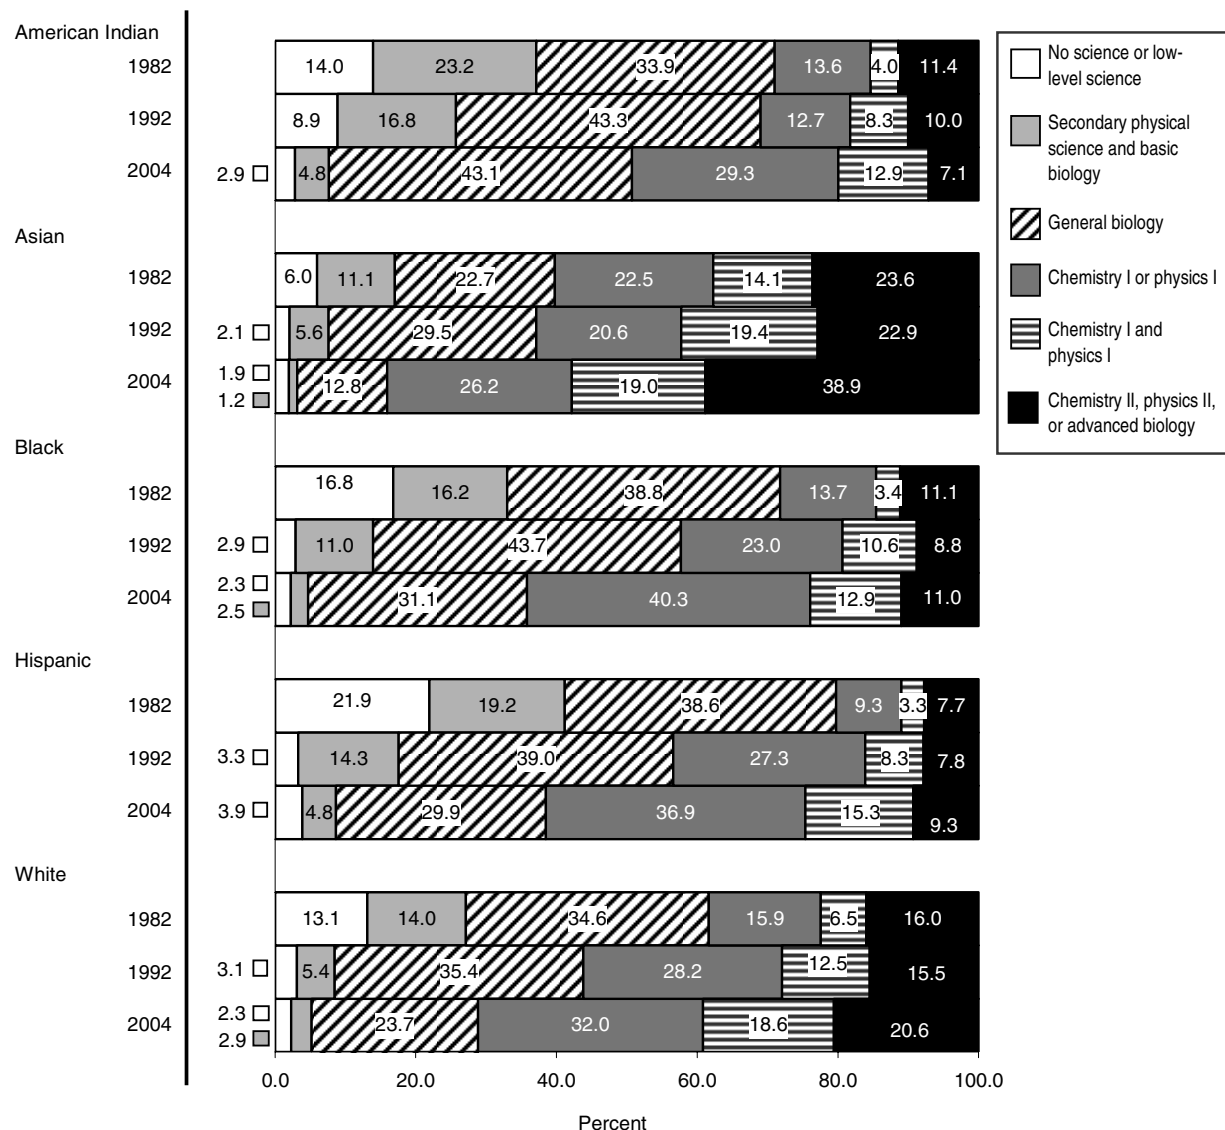 American Indian
1982 14.0 23.2 33.9 13.6 4.0 11.4
1992 8.9 16.8 43.3 12.7 8.3 10.0
2004 2.9 4.8 43.1 29.3 12.9 7.1
Asian
1982 6.0 11.1 22.7 22.5 14.1 23.6
1992 2.1 5.6 29.5 20.6 19.4 22.9
2004 1.9 12.8 26.2 19.0 38.9
1.2
Black
1982 16.8 16.2 38.8 13.7 3.4 11.1
1992 2.9 11.0 43.7 23.0 10.6 8.8
2004 2.3 31.1 40.3 12.9 11.0
2.5
Hispanic
1982 21.9 19.2 38.6 9.3 3.3 7.7
1992 3.3 14.3 39.0 27.3 8.3 7.8
2004 3.9 4.8 29.9 36.9 15.3 9.3
White
1982 13.1 14.0 34.6 15.9 6.5 16.0
1992 3.1 5.4 35.4 28.2 12.5 15.5
2004 2.3 23.7 32.0 18.6 20.6
2.9
0.0 20.0 40.0 60.0 80.0 100.0
Percent
No science or low-
level science
Secondary physical
science and basic
biology
General biology
Chemistry I or physics I
Chemistry I and
physics I
Chemistry II, physics II,
or advanced biology